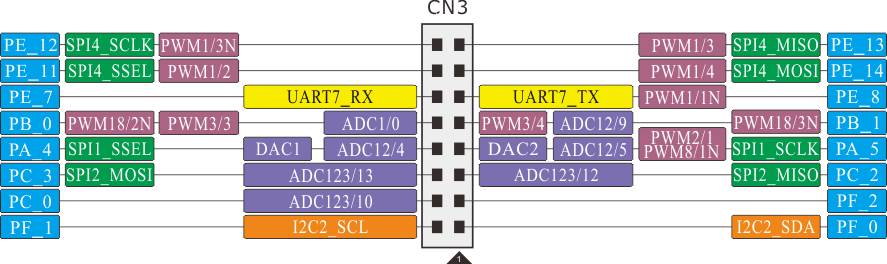 CN3
PE_12 SPI4_SCLK PWM1/3N PWM1/3 SPI4_MISO PE_13
PE_11 SPI4_SSEL PWM1/2 PWM1/4 SPI4_MOSI PE_14
PE_7 UART7_RX UART7_TX PWM1/1N PE_8
PB_0 PWM18/2N PWM3/3 ADC1/0 PWM3/4 ADC12/9 PWM18/3N PB_1
PA_4 SPI1_SSEL DAC1 ADC12/4 DAC2 ADC12/5 PWM2/1 PWM8/1N SPI1_SCLK PA_5
PC_3 SPI2_MOSI ADC123/13 ADC123/12 SPI2_MISO PC_2
PC_0 ADC123/10 PF_2
PF_1 I2C2_SCL I2C2_SDA PF_0
1